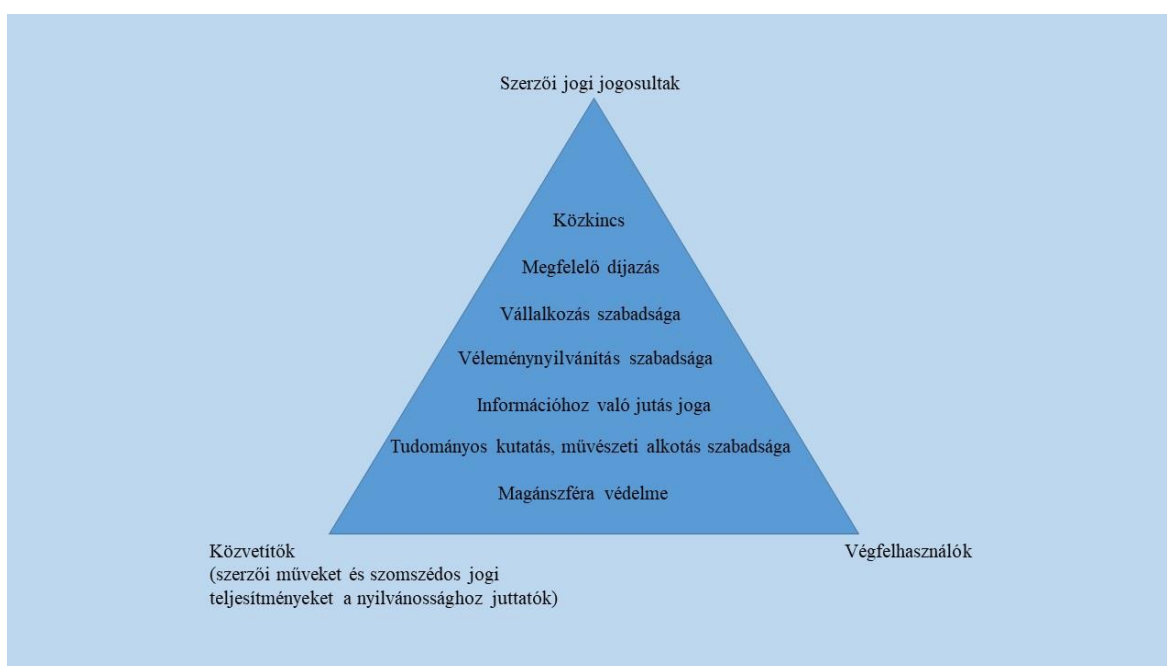 Szerzői jogi jogosultak
Közkincs
Megfelelő díjazás
Vállalkozás szabadsága
Véleménynyilvánítás szabadsága
Információhoz való jutás joga
Tudományos kutatás, művészeti alkotás szabadsága
Magánszféra védelme
Közvetítők
(szerzői műveket és szomszédos jogi
teljesítményeket a nyilvánossághoz juttatók)
Végfelhasználók